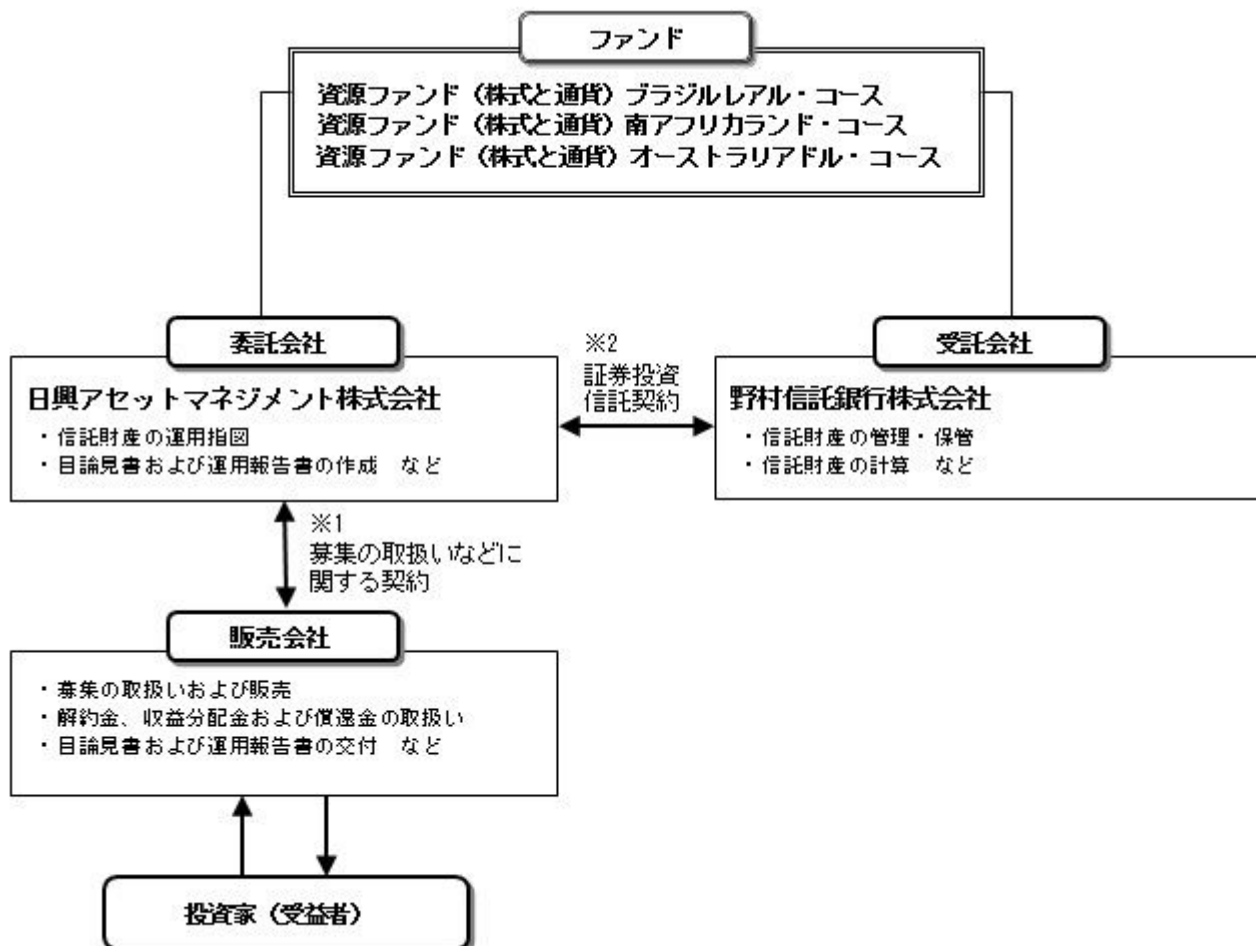 ファンド
資源ファンド（株式と通貨）ブラジルレアル・コース
資源ファンド（株式と通貨）南アフリカランド・コース
資源ファンド（株式と通貨）オーストラリアドル・コース
委託会社
日興アセットマネジメント株式会社
・信託財産の運用指図
・目論見書および運用報告書の作成　など
※2
証券投資
信託契約
受託会社
野村信託銀行株式会社
・信託財産の管理・保管
・信託財産の計算　など
※1
募集の取扱いなどに
関する契約
販売会社
・募集の取扱いおよび販売
・解約金、収益分配金および償還金の取扱い
・目論見書および運用報告書の交付　など
投資家（受益者）